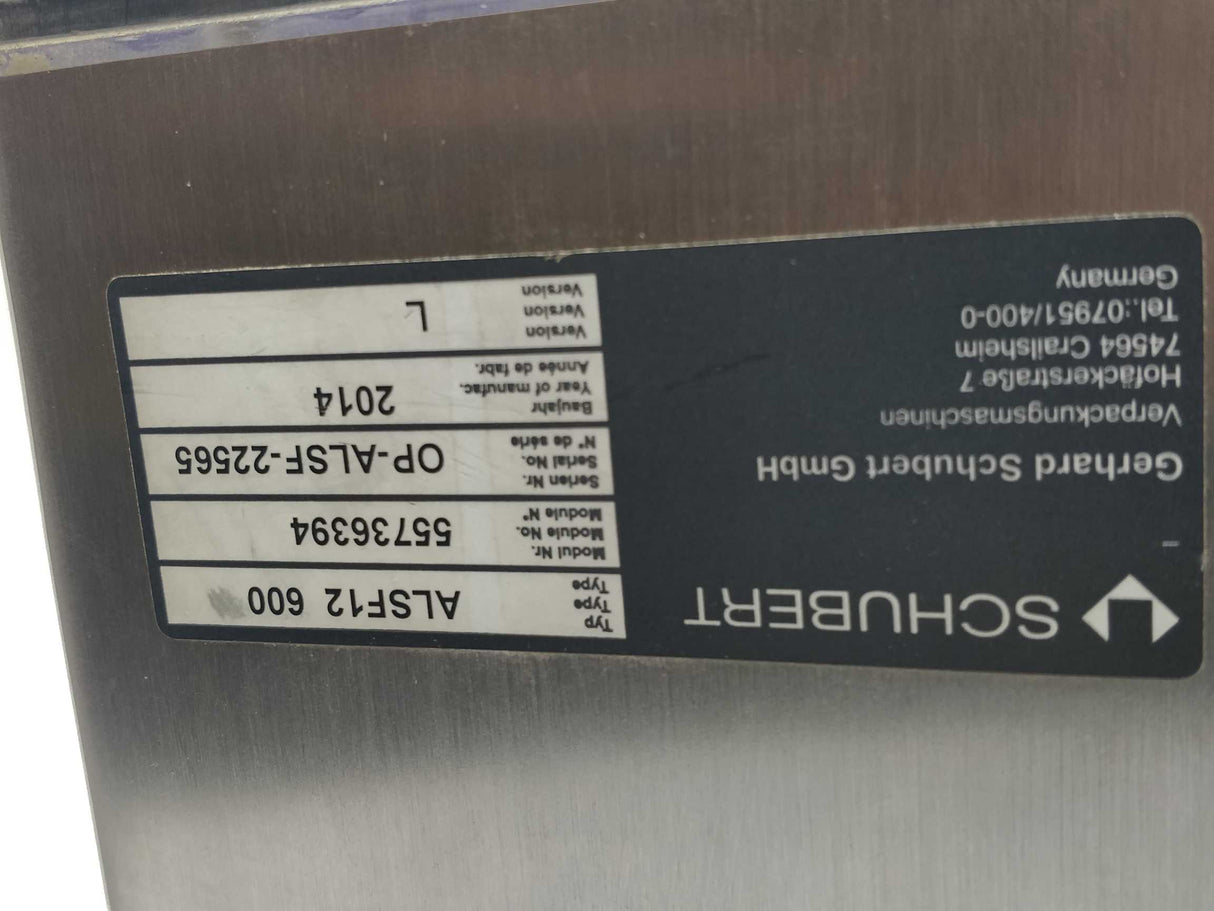 SCHUBERT
Gerhard Schubert GmbH
Verpackungsmaschinen
Hofäckerstraße 7
74564 Crailsheim
Tel.:07951/400-0
Germany
Typ
Type
Type
ALSF12 600
Modul Nr.
Module No.
Module N°
55736394
Serien Nr.
Serial No.
N° de série
OP-ALSF-22565
Baujahr
Year of manufac.
Année de fabr.
2014
Version
Version
Version
L